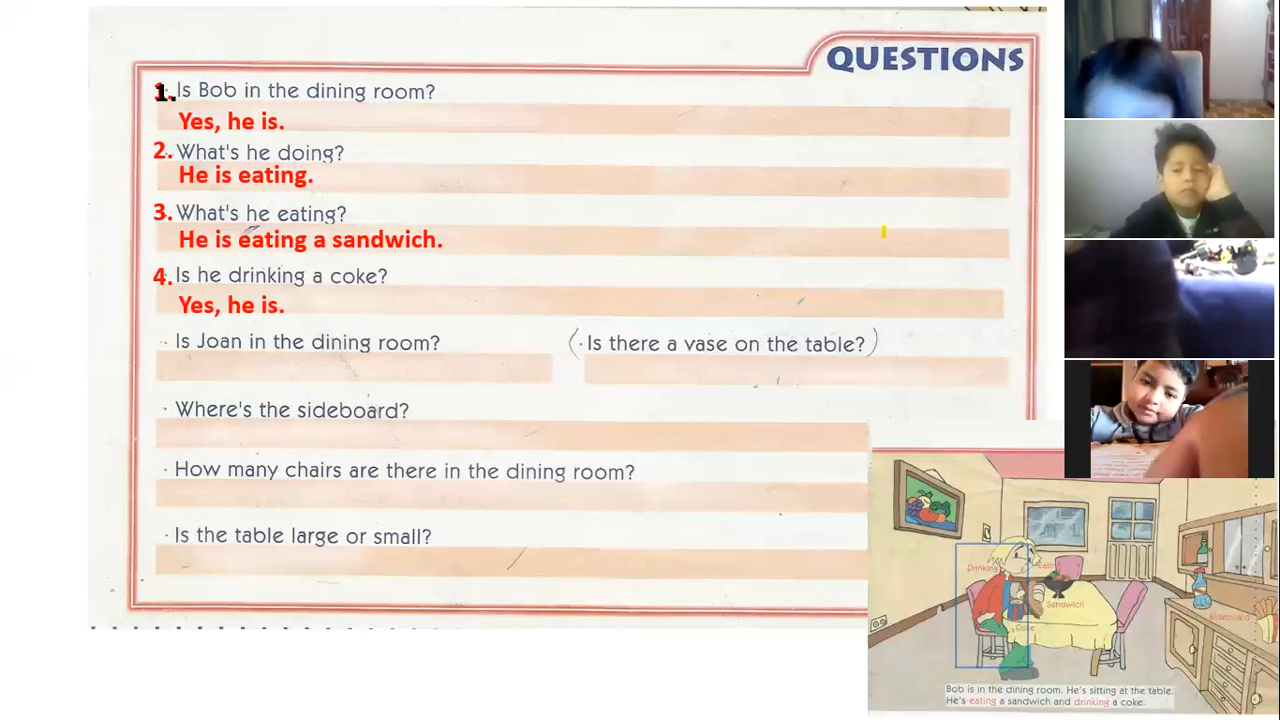 QUESTIONS
1. Is Bob in the dining room?
Yes, he is.
2. What's he doing?
He is eating.
3. What's he eating?
He is eating a sandwich.
4. Is he drinking a coke?
Yes, he is.
· Is Joan in the dining room?
(· Is there a vase on the table?)
· Where's the sideboard?
· How many chairs are there in the dining room?
· Is the table large or small?
Drinking
Eating
Sandwich
Coke
Sideboard
Bob is in the dining room. He's sitting at the table.
He's eating a sandwich and drinking a coke.